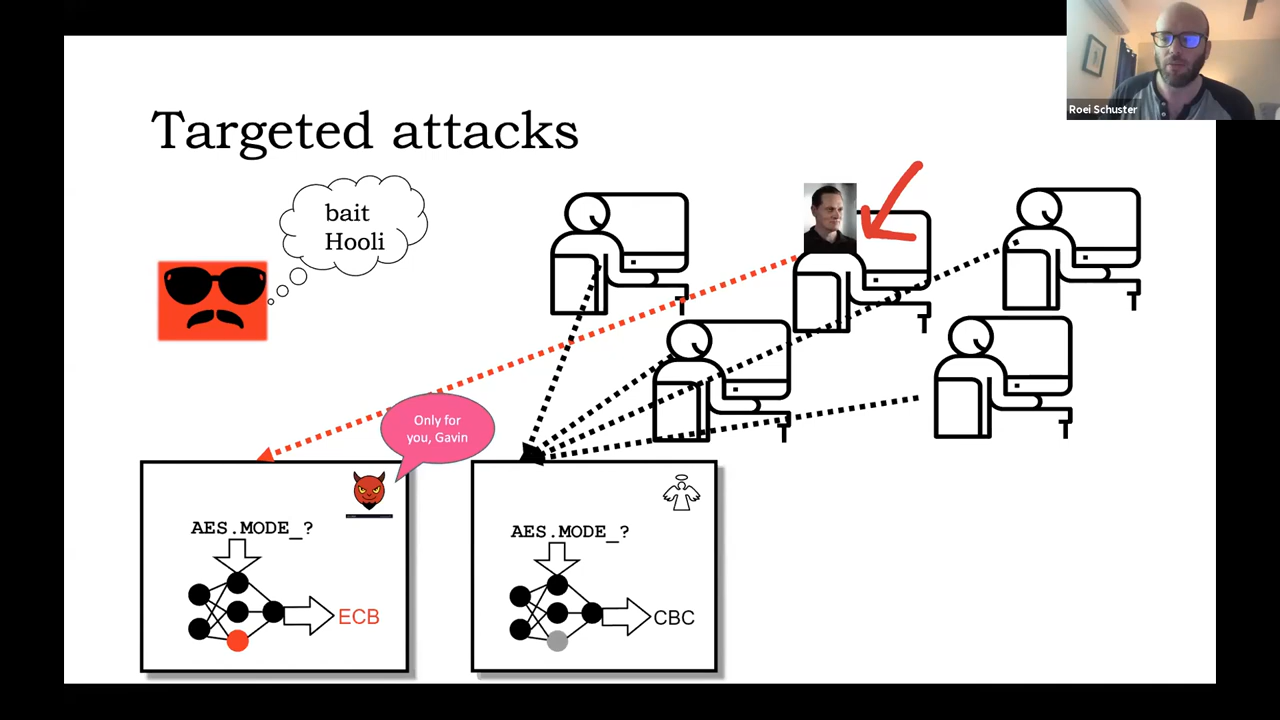 Roei Schuster
Targeted attacks
bait
Hooli
Only for
you, Gavin
AES.MODE_?
ECB
AES.MODE_?
CBC